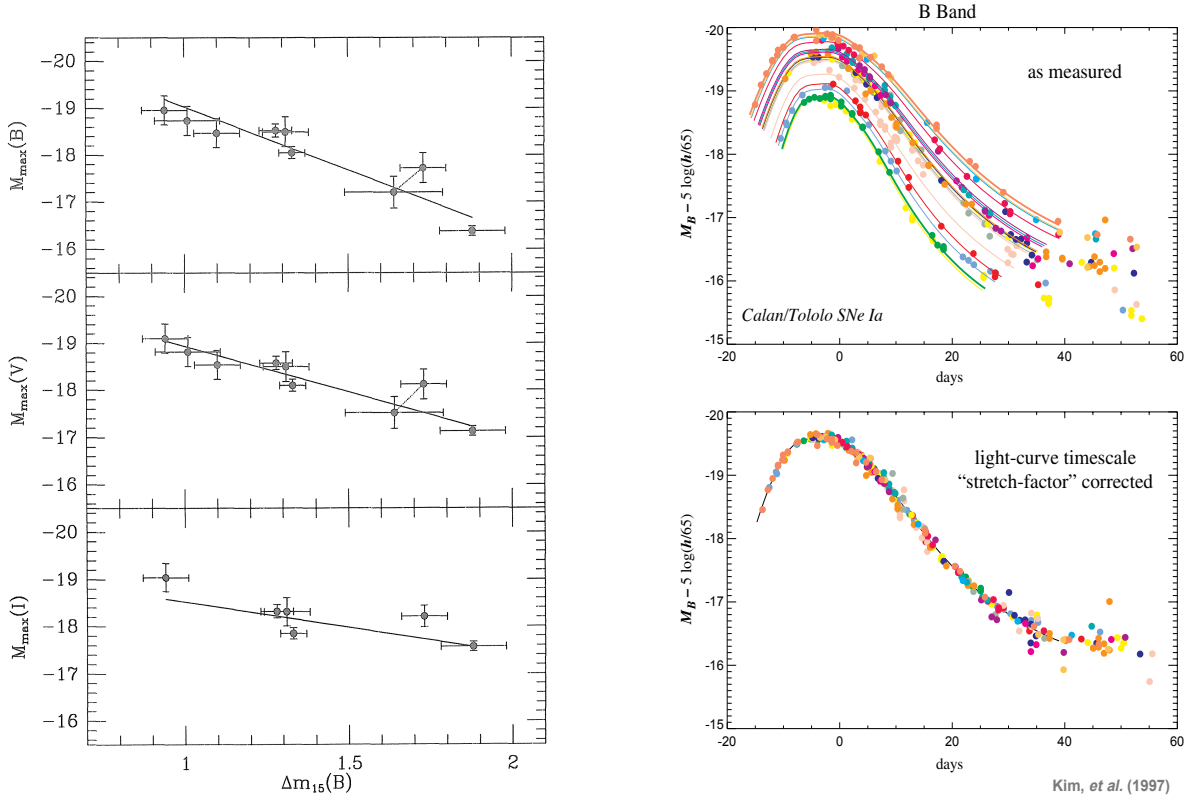 -20
-19
-18
-17
-16
M_max(B)
-20
-19
-18
-17
-16
M_max(V)
-20
-19
-18
-17
-16
M_max(I)
1
1.5
2
Δm₁₅(B)
B Band
-20
-19
-18
-17
-16
-15
M_B – 5 log(h/65)
as measured
Calan/Tololo SNe Ia
-20
0
20
40
60
days
-20
-19
-18
-17
-16
-15
M_B – 5 log(h/65)
light-curve timescale
“stretch-factor” corrected
-20
0
20
40
60
days
Kim, et al. (1997)